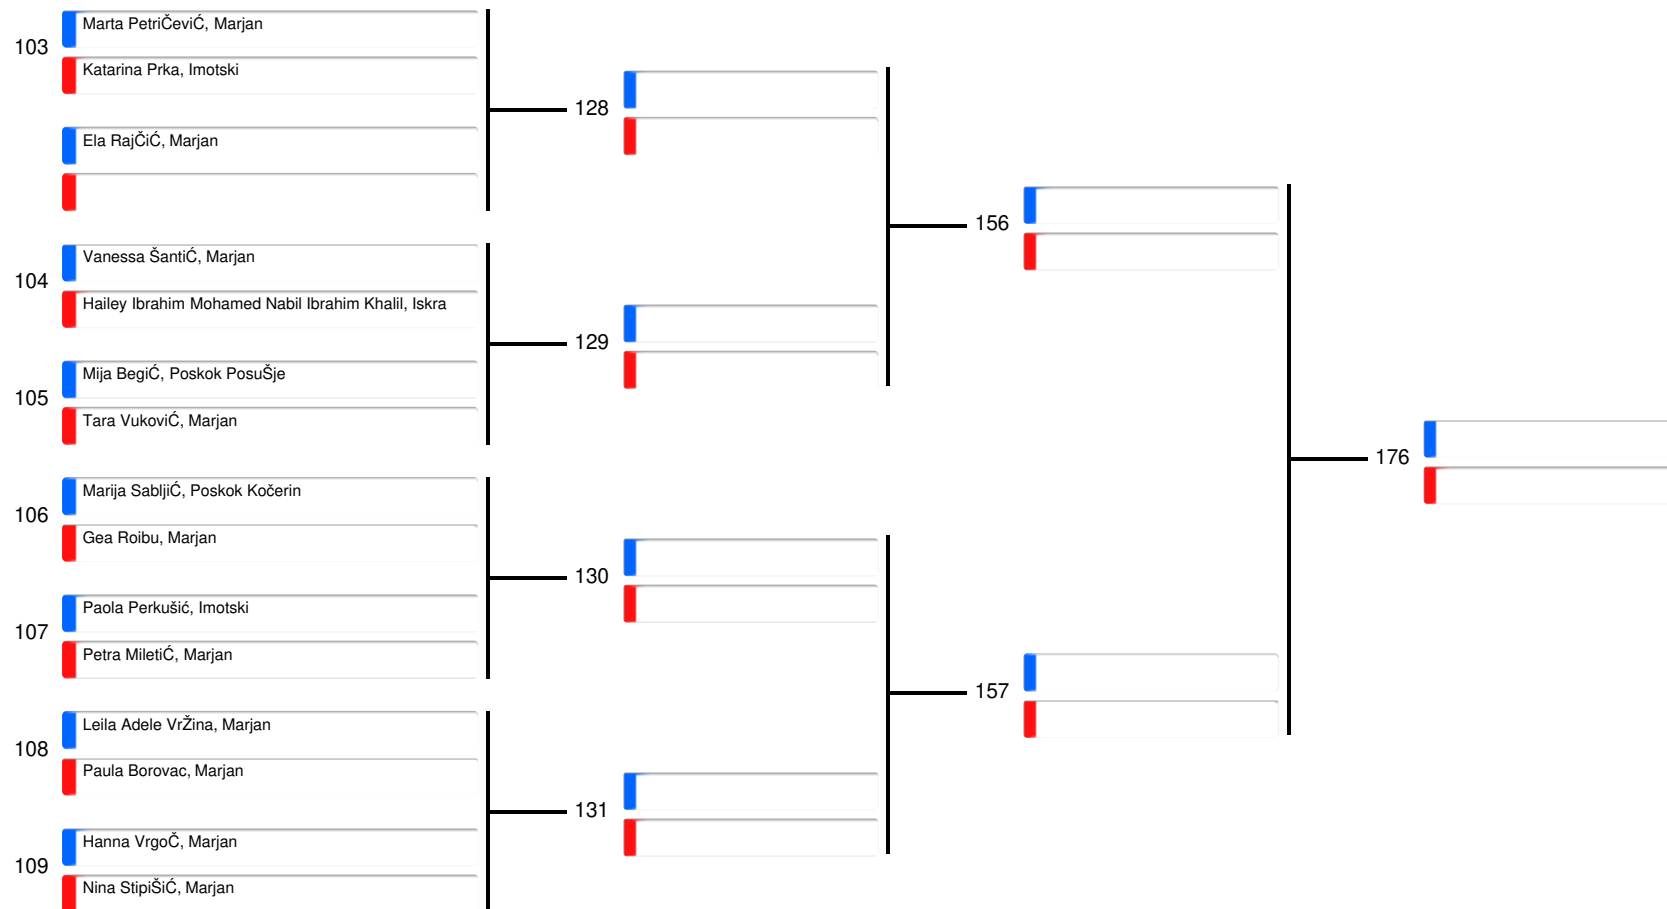 Marta PetriČeviĆ, Marjan
103
Katarina Prka, Imotski
128
Ela RajČiĆ, Marjan
156
Vanessa ŠantiĆ, Marjan
104
Hailey Ibrahim Mohamed Nabil Ibrahim Khalil, Iskra
129
Mija BegiĆ, Poskok PosuŠje
105
Tara VukoviĆ, Marjan
176
Marija SabljiĆ, Poskok Kočerin
106
Gea Roibu, Marjan
130
Paola Perkušić, Imotski
107
Petra MiletiĆ, Marjan
157
Leila Adele VrŽina, Marjan
108
Paula Borovac, Marjan
131
Hanna VrgoČ, Marjan
109
Nina StipiŠiĆ, Marjan